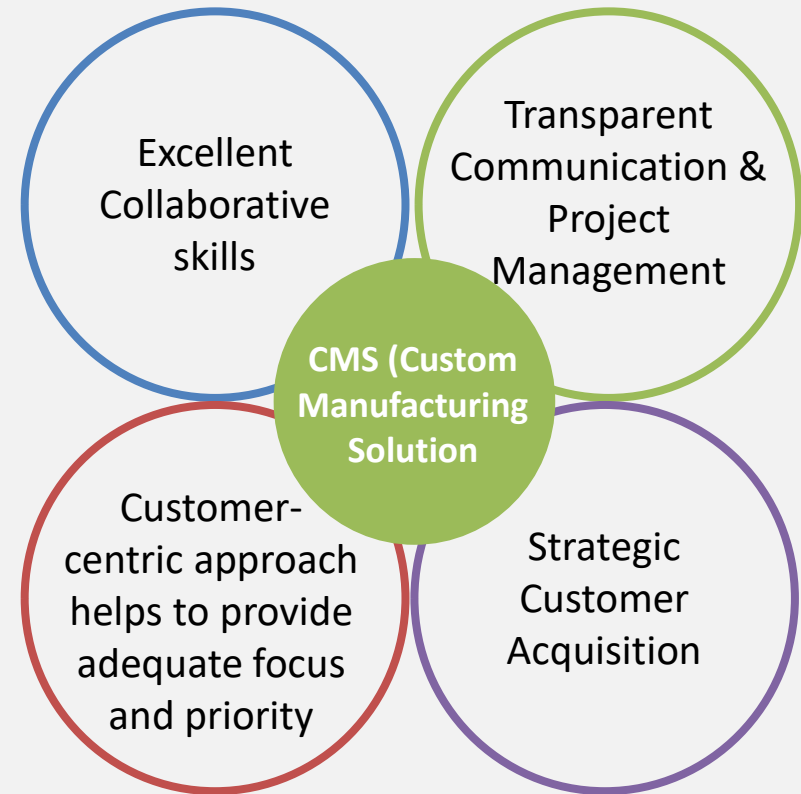 Excellent
Collaborative
skills
Transparent
Communication &
Project
Management
CMS (Custom
Manufacturing
Solution
Customer-
centric approach
helps to provide
adequate focus
and priority
Strategic
Customer
Acquisition